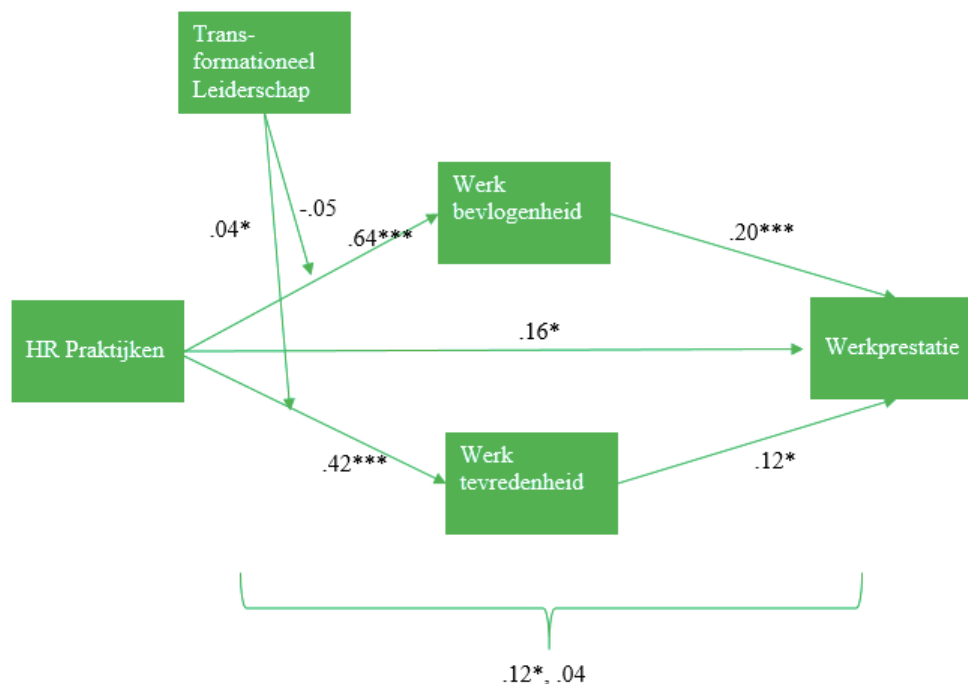 Trans-
formationeel
Leiderschap
Werk
bevlogenheid
-.05
.04*
.64***
.20***
HR Praktijken
.16*
Werkprestatie
Werk
tevredenheid
.42***
.12*
.12*, .04